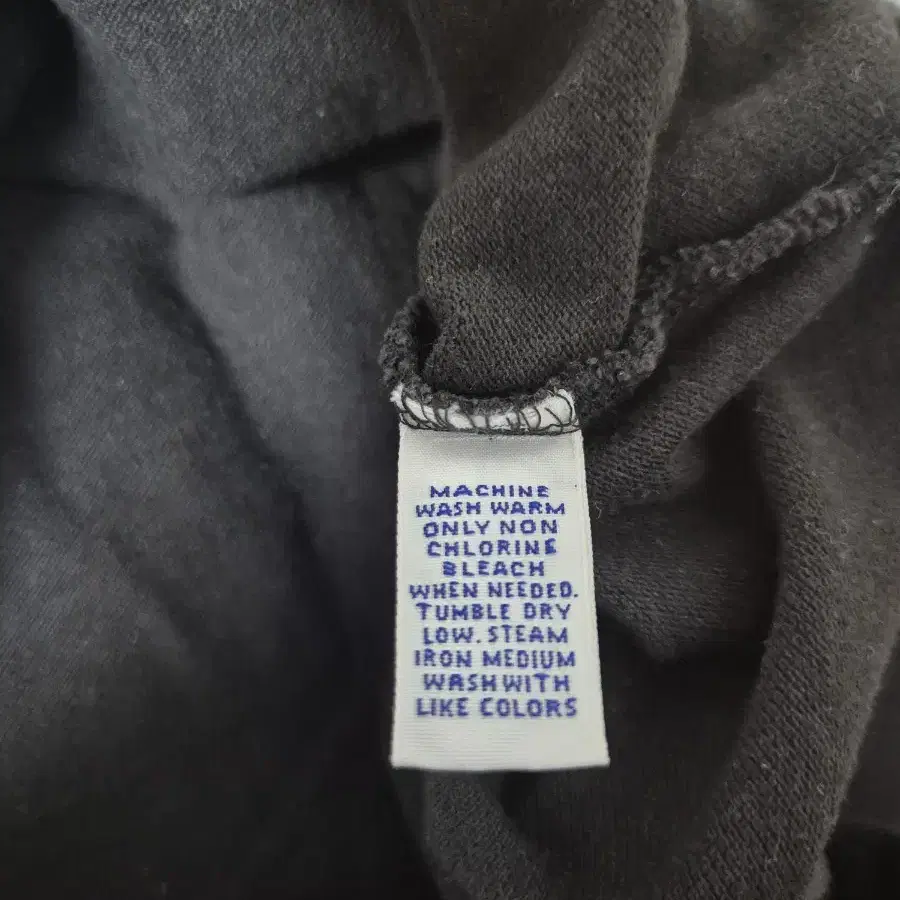 MACHINE
WASH WARM
ONLY NON
CHLORINE
BLEACH
WHEN NEEDED.
TUMBLE DRY
LOW. STEAM
IRON MEDIUM
WASH WITH
LIKE COLORS